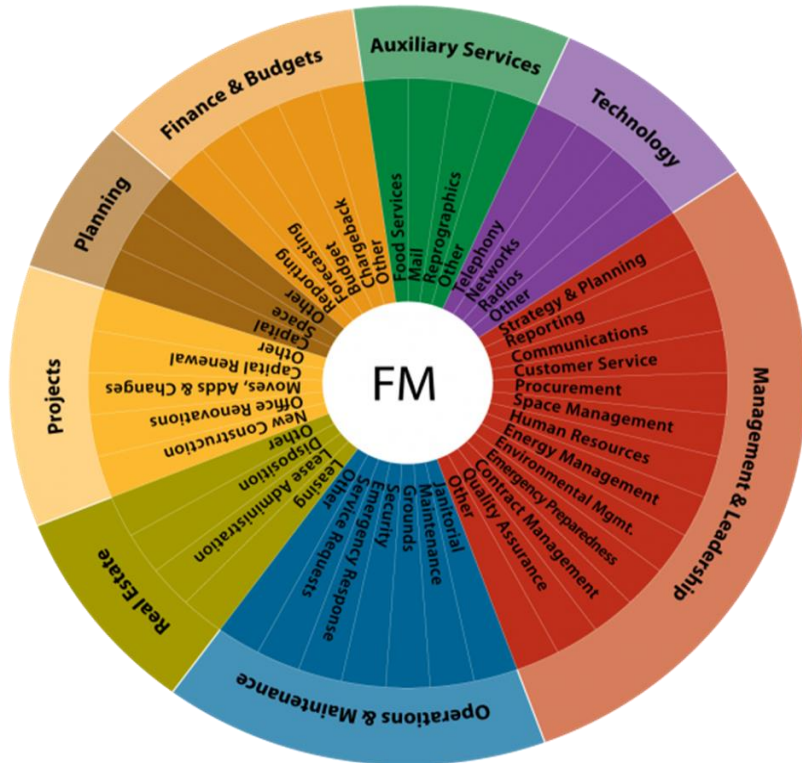 FM
Auxiliary Services
Food Services
Mail
Reprographics
Other
Technology
Telephony
Networks
Radios
Other
Management & Leadership
Strategy & Planning
Reporting
Communications
Customer Service
Procurement
Space Management
Human Resources
Energy Management
Environmental Mgmt.
Emergency Preparedness
Contract Management
Quality Assurance
Other
Operations & Maintenance
Janitorial
Maintenance
Grounds
Security
Emergency Response
Service Requests
Other
Real Estate
Leasing
Lease Administration
Disposition
Other
Projects
New Construction
Office Renovations
Moves, Adds & Changes
Capital Renewal
Other
Planning
Capital
Space
Other
Finance & Budgets
Reporting
Forecasting
Budget
Chargeback
Other